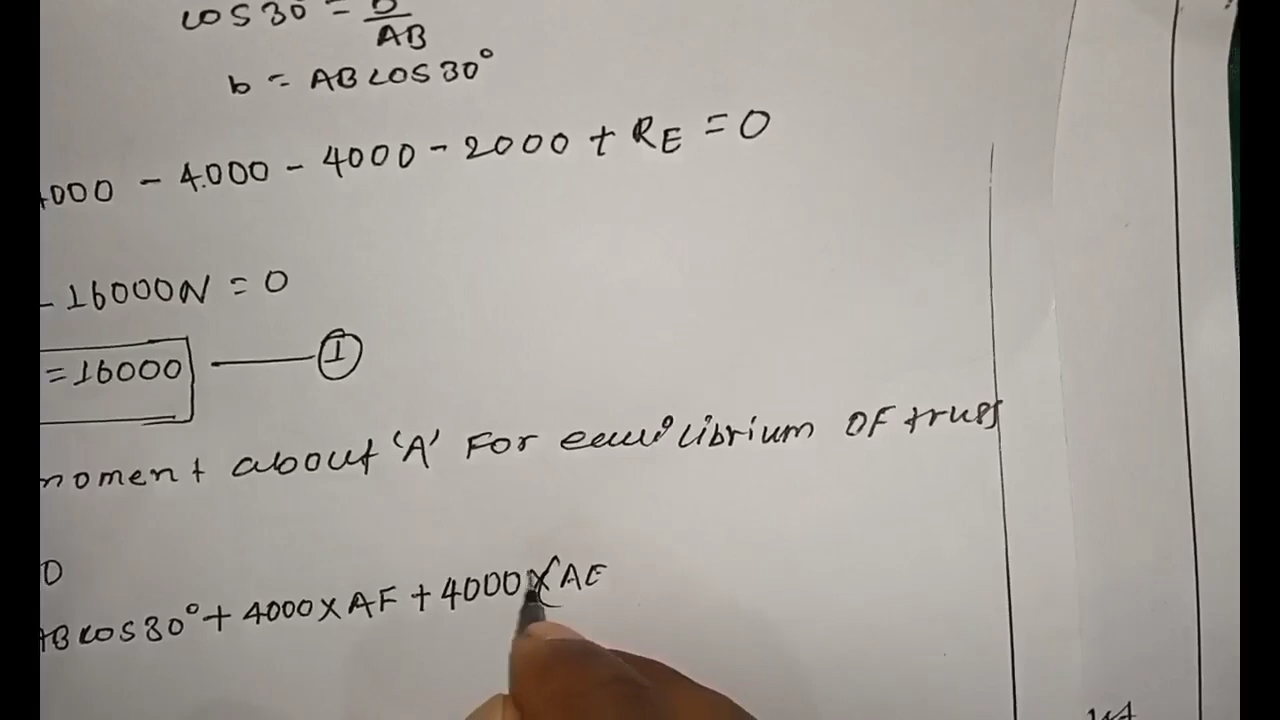 cos 30° = b/AB
b = AB cos 30°
000 - 4000 - 4000 - 2000 + RE = 0
- 16000N = 0
= 16000 ——— ①
moment about 'A' For equilibrium of truss
0
AB cos 30° + 4000 x AF + 4000 x (AE